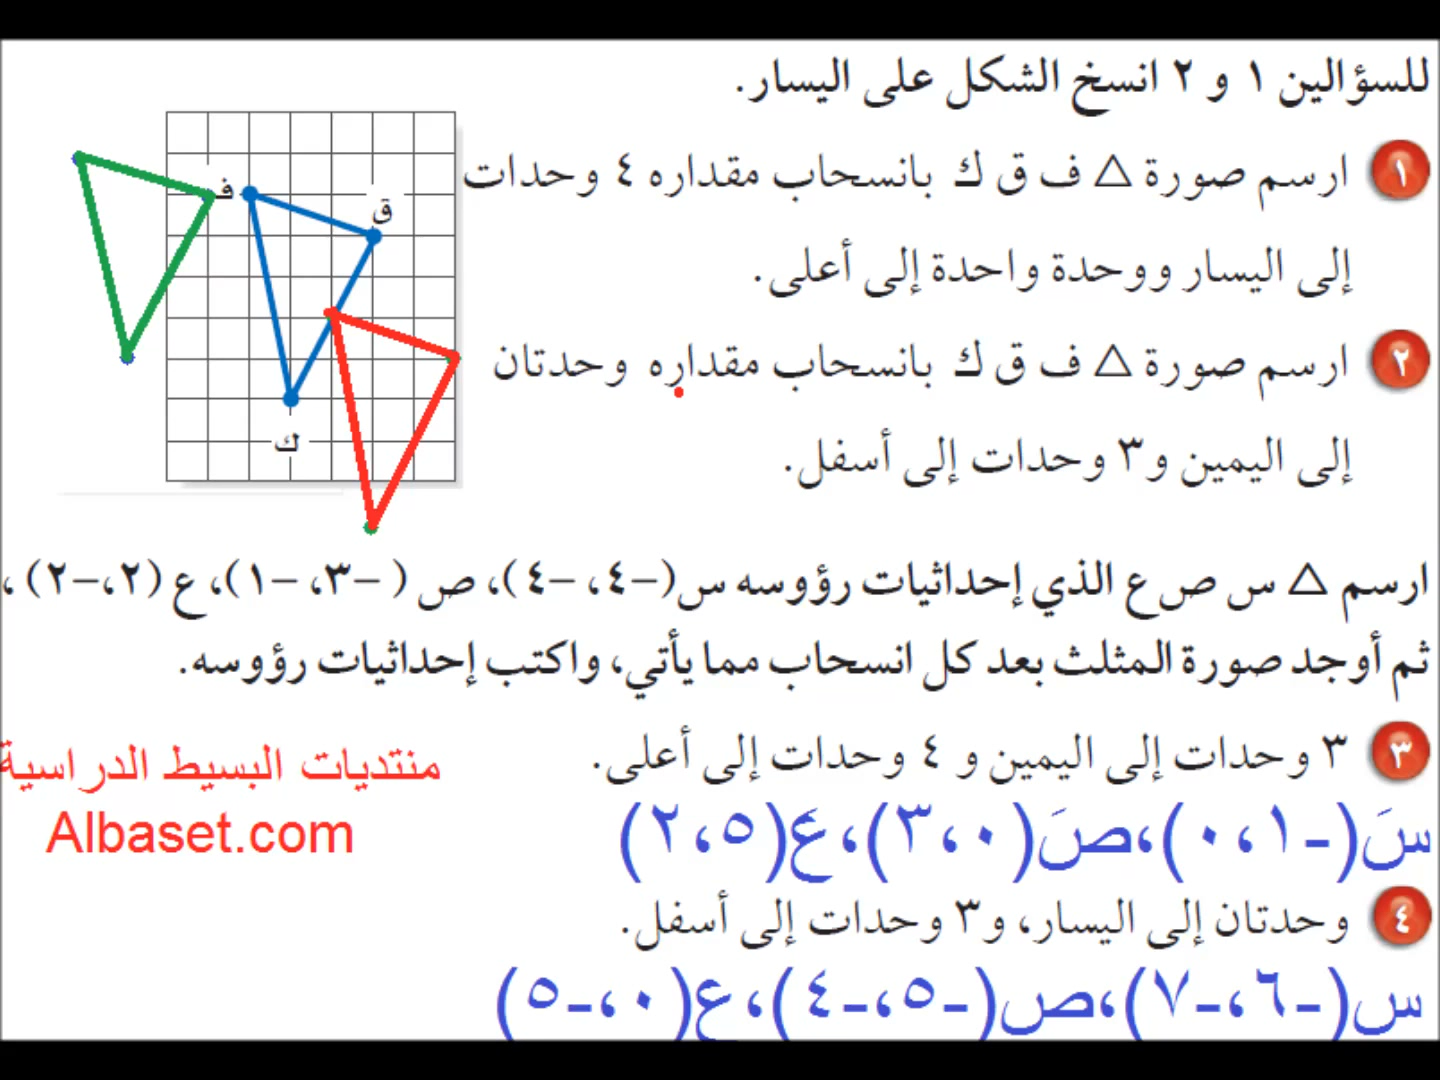 للسؤالين ١ و ٢ انسخ الشكل على اليسار.
١ ارسم صورة △ ف ق ك بانسحاب مقداره ٤ وحدات
إلى اليسار ووحدة واحدة إلى أعلى.
٢ ارسم صورة △ ف ق ك بانسحاب مقداره وحدتان
إلى اليمين و٣ وحدات إلى أسفل.
ف
ق
ك
ارسم △ س ص ع الذي إحداثيات رؤوسه س(-٤، -٤)، ص (-٣، -١)، ع (٢، -٢)،
ثم أوجد صورة المثلث بعد كل انسحاب مما يأتي، واكتب إحداثيات رؤوسه.
٣ ٣ وحدات إلى اليمين و ٤ وحدات إلى أعلى.
سَ(-١، ٠)، صَ(٠، ٣)، عَ(٥، ٢)
٤ وحدتان إلى اليسار، و٣ وحدات إلى أسفل.
س(-٦، -٧)، ص(-٥، -٤)، ع(٠، -٥)
منتديات البسيط الدراسية
Albaset.com